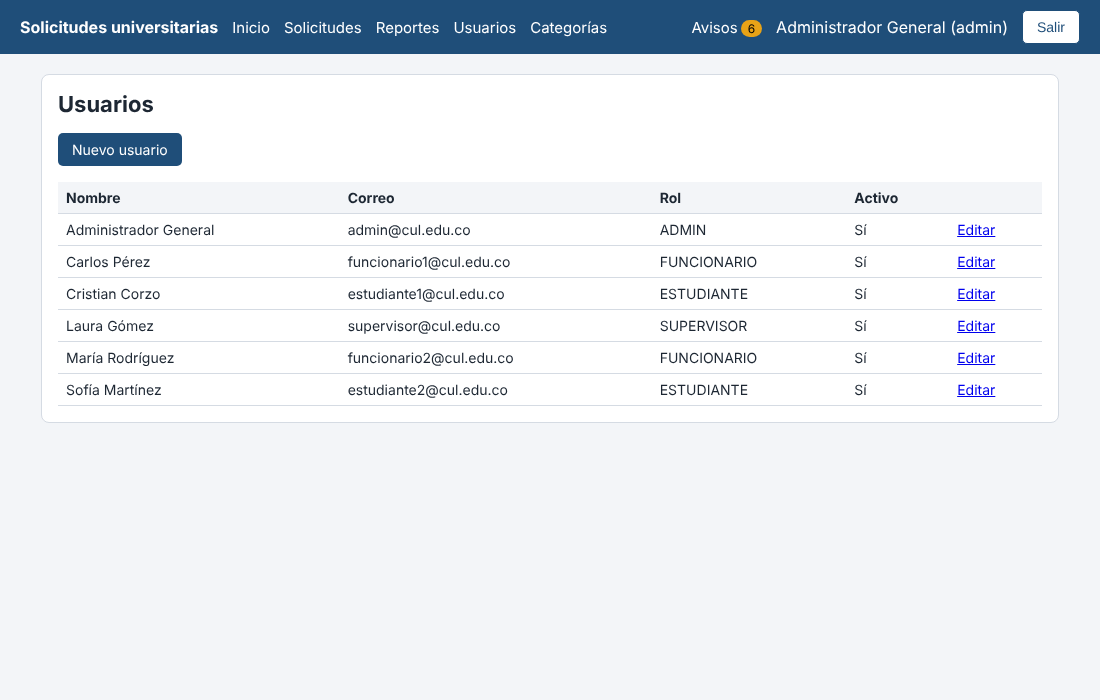 Solicitudes universitarias Inicio Solicitudes Reportes Usuarios Categorías Avisos 6 Administrador General (admin) Salir
Usuarios
Nuevo usuario
Nombre Correo Rol Activo
Administrador General admin@cul.edu.co ADMIN Sí Editar
Carlos Pérez funcionario1@cul.edu.co FUNCIONARIO Sí Editar
Cristian Corzo estudiante1@cul.edu.co ESTUDIANTE Sí Editar
Laura Gómez supervisor@cul.edu.co SUPERVISOR Sí Editar
María Rodríguez funcionario2@cul.edu.co FUNCIONARIO Sí Editar
Sofía Martínez estudiante2@cul.edu.co ESTUDIANTE Sí Editar